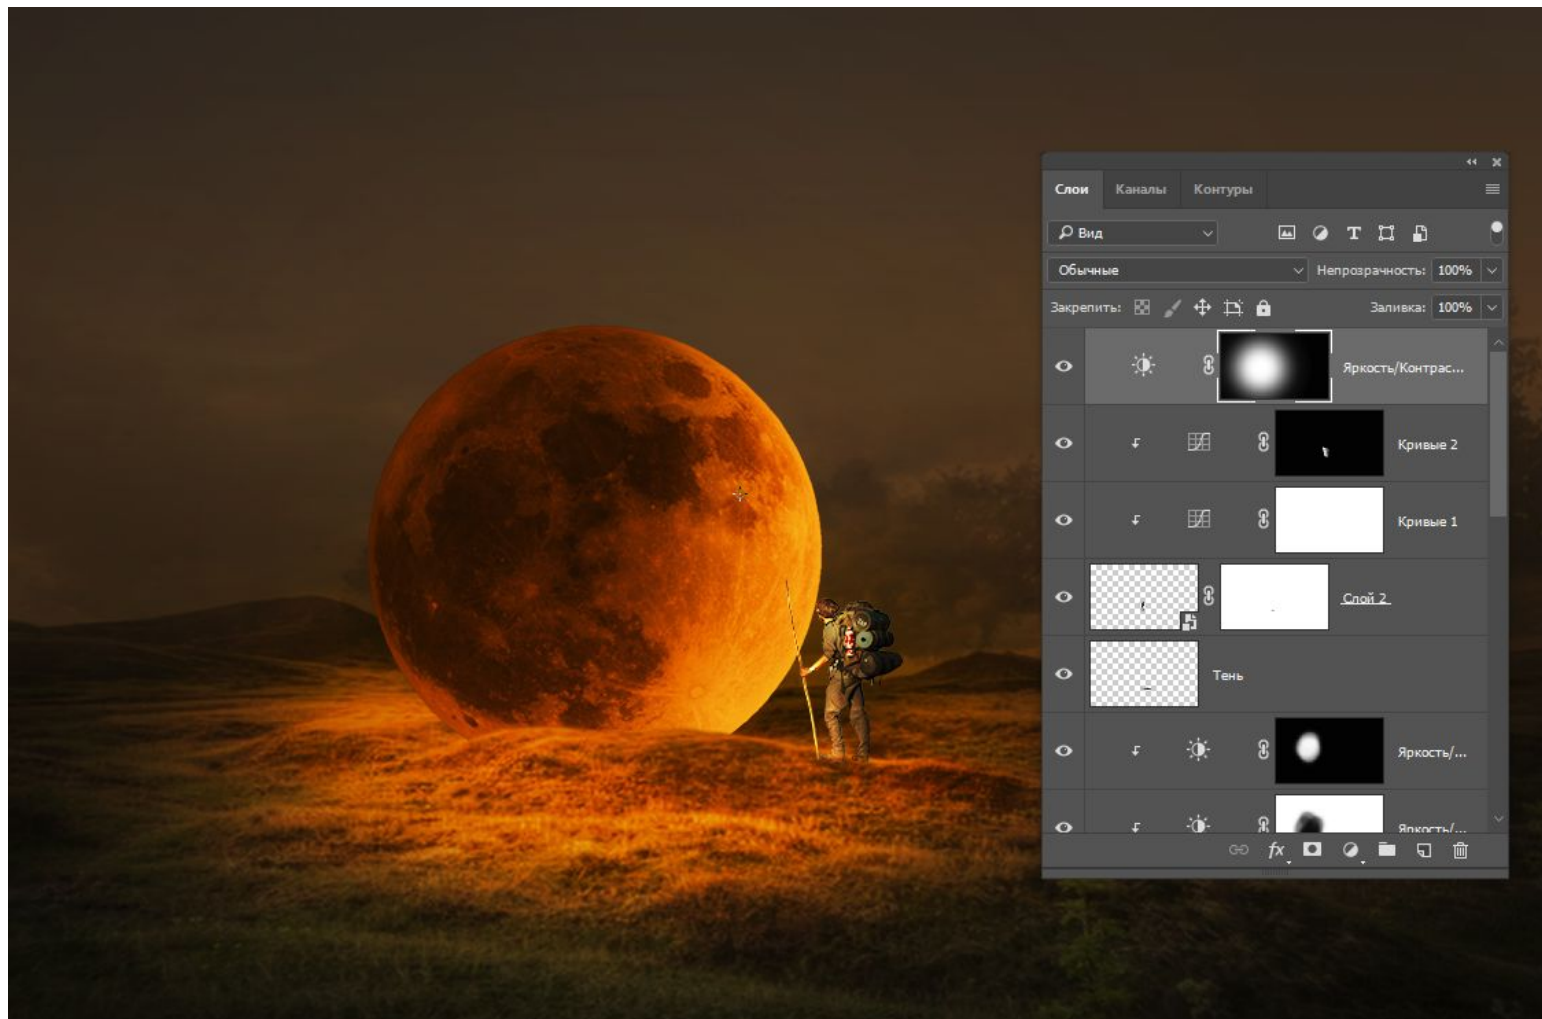 Слои Каналы Контуры
Вид
Обычные Непрозрачность: 100%
Закрепить: Заливка: 100%
Яркость/Контрас...
Кривые 2
Кривые 1
Слой 2
Тень
Яркость/...
Яркость/...
fx